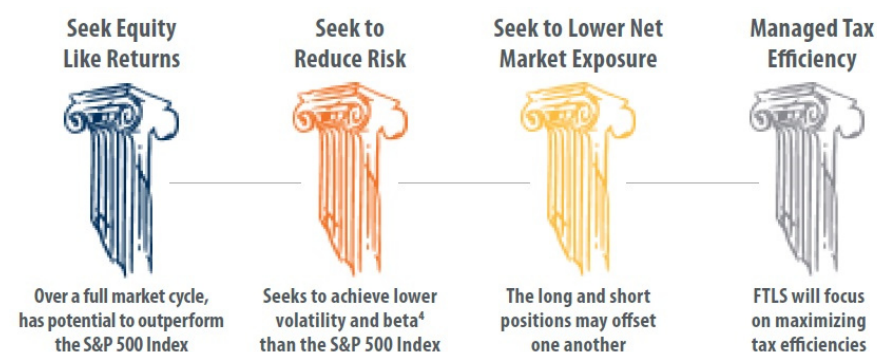 Seek Equity
Like Returns
Seek to
Reduce Risk
Seek to Lower Net
Market Exposure
Managed Tax
Efficiency
Over a full market cycle,
has potential to outperform
the S&P 500 Index
Seeks to achieve lower
volatility and beta⁴
than the S&P 500 Index
The long and short
positions may offset
one another
FTLS will focus
on maximizing
tax efficiencies